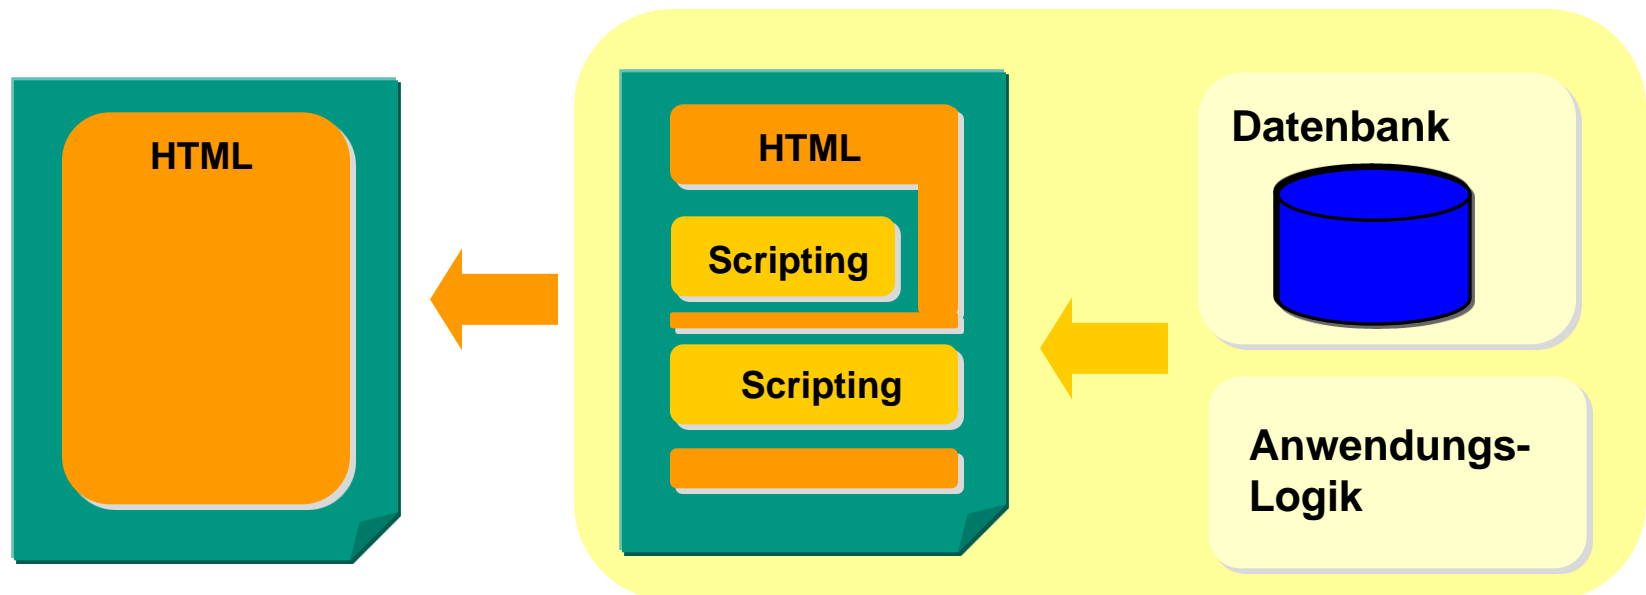 HTML
HTML
Scripting
Scripting
Datenbank
Anwendungs-
Logik